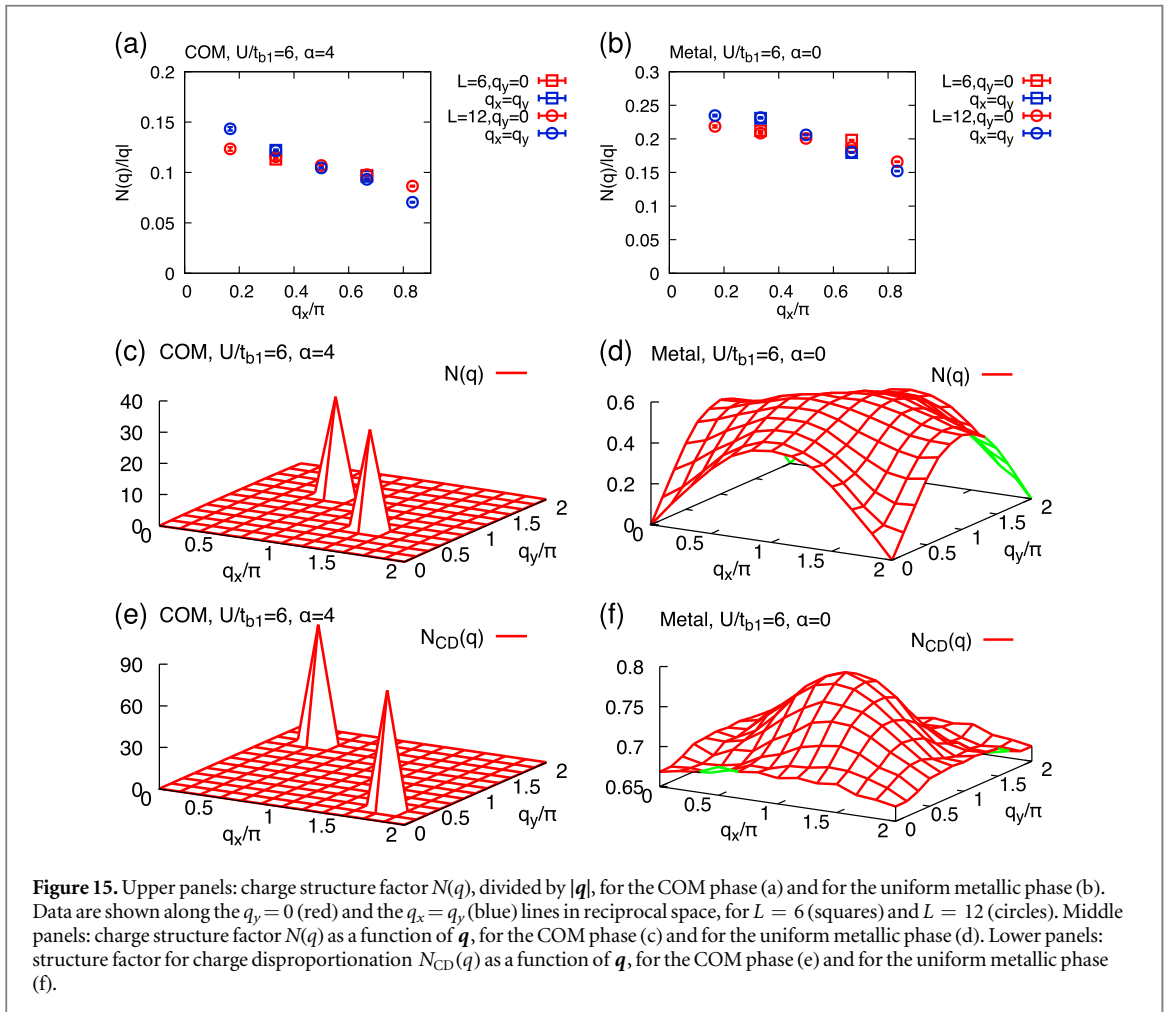 (a) COM, U/t_b1=6, α=4
0.2
0.15
0.1
0.05
0
N(q)/|q|
0 0.2 0.4 0.6 0.8
q_x/π
L=6,q_y=0
q_x=q_y
L=12,q_y=0
q_x=q_y
(b) Metal, U/t_b1=6, α=0
0.3
0.25
0.2
0.15
0.1
0.05
0
N(q)/|q|
0 0.2 0.4 0.6 0.8
q_x/π
L=6,q_y=0
q_x=q_y
L=12,q_y=0
q_x=q_y
(c) COM, U/t_b1=6, α=4
N(q)
40
30
20
10
0
0 0.5 1 1.5 2
q_x/π
0 0.5 1 1.5 2
q_y/π
(d) Metal, U/t_b1=6, α=0
N(q)
0.6
0.4
0.2
0
0 0.5 1 1.5 2
q_x/π
0 0.5 1 1.5 2
q_y/π
(e) COM, U/t_b1=6, α=4
N_CD(q)
90
60
30
0
0 0.5 1 1.5 2
q_x/π
0 0.5 1 1.5 2
q_y/π
(f) Metal, U/t_b1=6, α=0
N_CD(q)
0.8
0.75
0.7
0.65
0 0.5 1 1.5 2
q_x/π
0 0.5 1 1.5 2
q_y/π
Figure 15. Upper panels: charge structure factor N(q), divided by |q|, for the COM phase (a) and for the uniform metallic phase (b).
Data are shown along the q_y = 0 (red) and the q_x = q_y (blue) lines in reciprocal space, for L = 6 (squares) and L = 12 (circles). Middle
panels: charge structure factor N(q) as a function of q, for the COM phase (c) and for the uniform metallic phase (d). Lower panels:
structure factor for charge disproportionation N_CD(q) as a function of q, for the COM phase (e) and for the uniform metallic phase
(f).